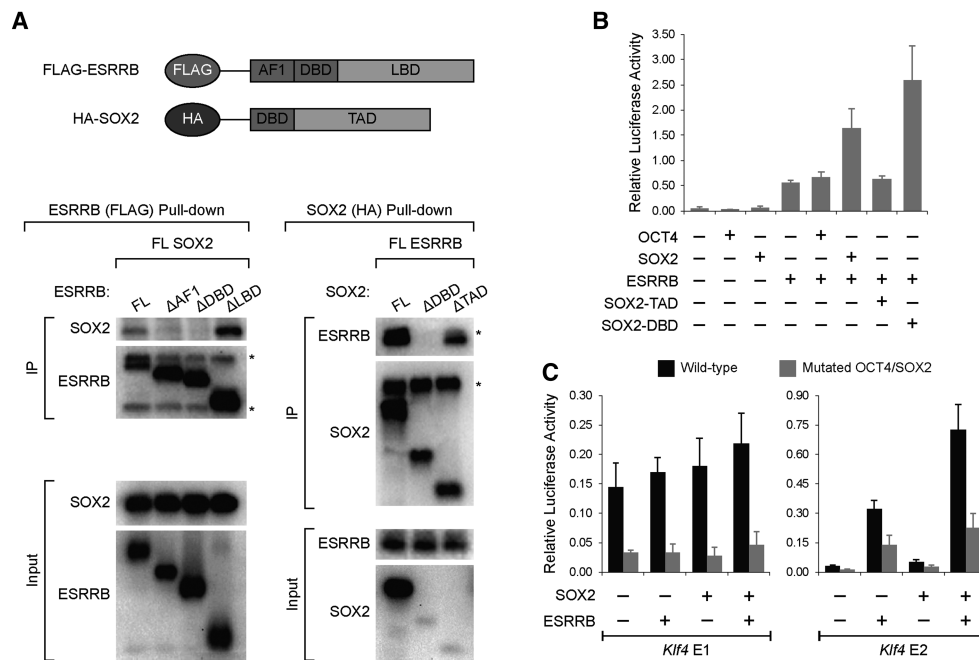 A
FLAG-ESRRB
FLAG
AF1
DBD
LBD
HA-SOX2
HA
DBD
TAD
ESRRB (FLAG) Pull-down
FL SOX2
ESRRB:
FL
ΔAF1
ΔDBD
ΔLBD
IP
SOX2
ESRRB
*
*
Input
SOX2
ESRRB
SOX2 (HA) Pull-down
FL ESRRB
SOX2:
FL
ΔDBD
ΔTAD
IP
ESRRB
*
SOX2
*
Input
ESRRB
SOX2
B
Relative Luciferase Activity
3.50
3.00
2.50
2.00
1.50
1.00
0.50
0.00
OCT4 – + – – + – – –
SOX2 – – + – – + – –
ESRRB – – – + + + + +
SOX2-TAD – – – – – – + –
SOX2-DBD – – – – – – – +
C
Wild-type
Mutated OCT4/SOX2
Relative Luciferase Activity
0.30
0.25
0.20
0.15
0.10
0.05
0.00
0.90
0.75
0.60
0.45
0.30
0.15
0.00
SOX2 – – + + – – + +
ESRRB – + – + – + – +
Klf4 E1
Klf4 E2